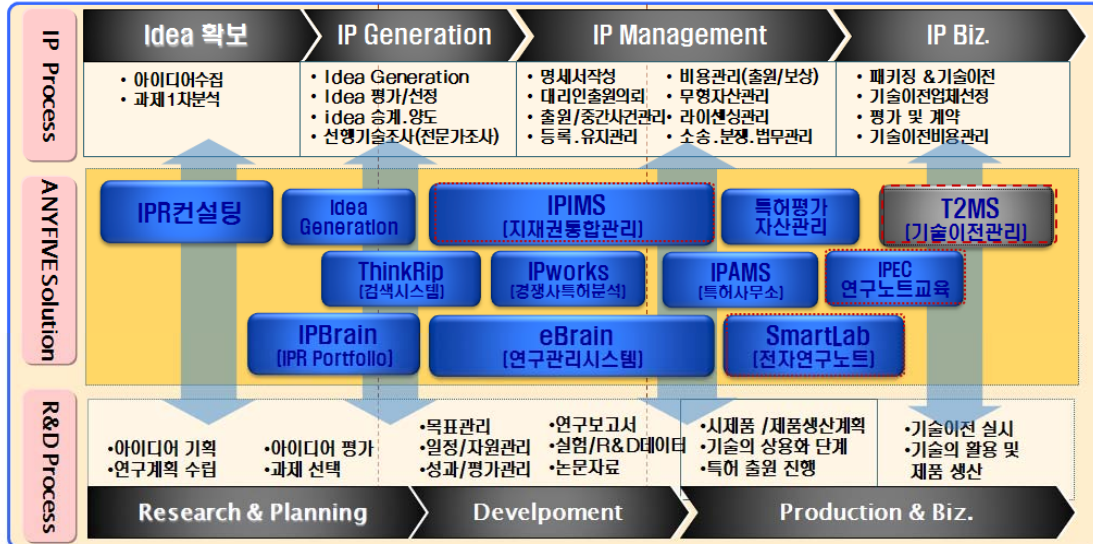 IP Process
Idea 확보
IP Generation
IP Management
IP Biz.
• 아이디어수집
• 과제1차분석
• Idea Generation
• Idea 평가/선정
• idea 승계.양도
• 선행기술조사(전문가조사)
• 명세서작성
• 대리인출원의뢰
• 출원/중간사건관리
• 등록.유지관리
• 비용관리(출원/보상)
• 무형자산관리
• 라이센싱관리
• 소송.분쟁.법무관리
• 패키징 &기술이전
• 기술이전업체선정
• 평가 및 계약
• 기술이전비용관리
ANYFIVE Solution
IPR컨설팅
Idea
Generation
IPIMS
(지재권통합관리)
특허평가
자산관리
T2MS
(기술이전관리)
ThinkRip
(검색시스템)
IPworks
(경쟁사특허분석)
IPAMS
(특허사무소)
IPEC
연구노트교육
IPBrain
(IPR Portfolio)
eBrain
(연구관리시스템)
SmartLab
(전자연구노트)
R&D Process
•아이디어 기획
•연구계획 수립
•아이디어 평가
•과제 선택
•목표관리
•일정/자원관리
•성과/평가관리
•연구보고서
•실험/R&D데이터
•논문자료
•시제품 /제품생산계획
•기술의 상용화 단계
•특허 출원 진행
•기술이전 실시
•기술의 활용 및
제품 생산
Research & Planning
Develpoment
Production & Biz.